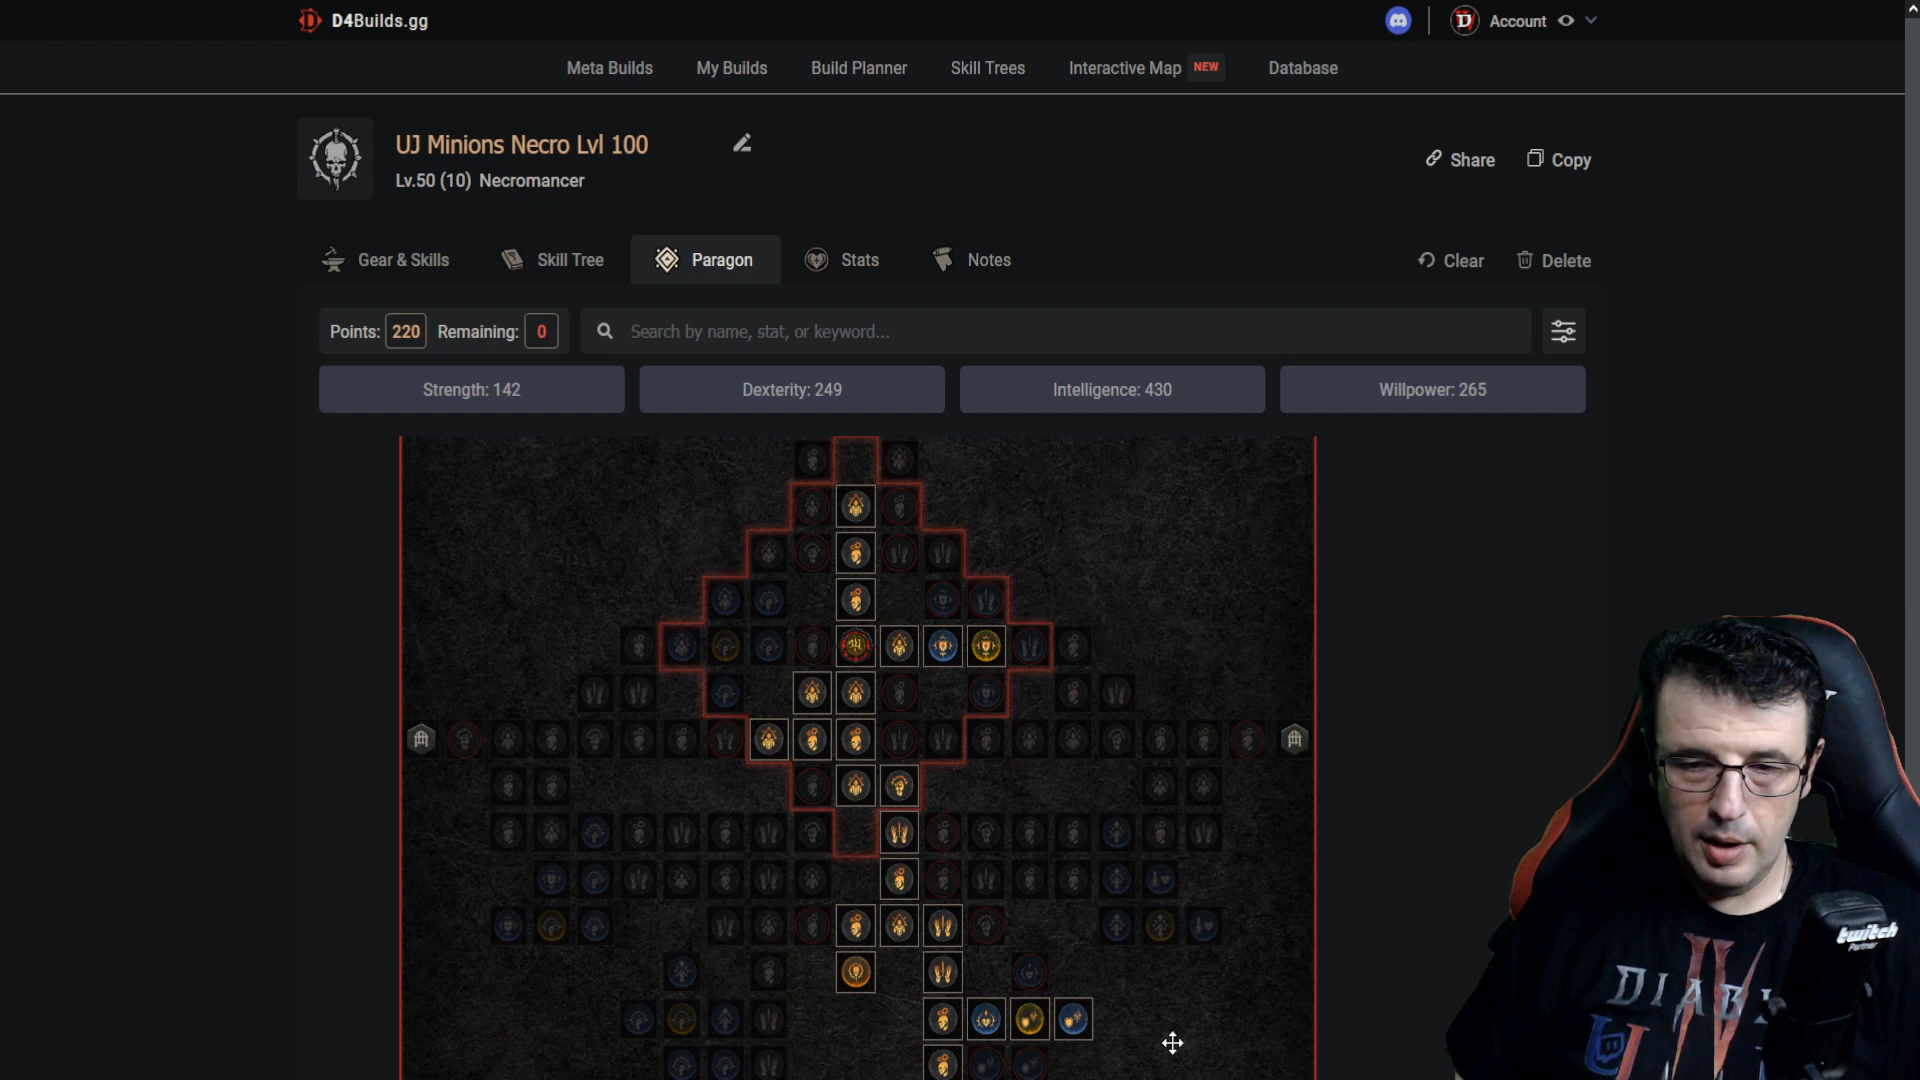 D4Builds.gg
Account
Meta Builds
My Builds
Build Planner
Skill Trees
Interactive Map NEW
Database
UJ Minions Necro Lvl 100
Lv.50 (10) Necromancer
Share
Copy
Gear & Skills
Skill Tree
Paragon
Stats
Notes
Clear
Delete
Points: 220 Remaining: 0
Search by name, stat, or keyword...
Strength: 142
Dexterity: 249
Intelligence: 430
Willpower: 265
twitch
Partner